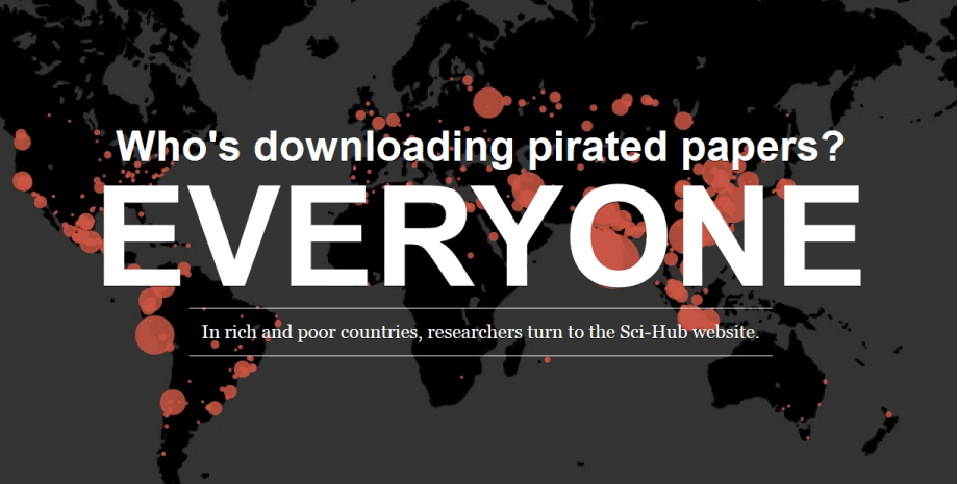 Who's downloading pirated papers?
EVERYONE
In rich and poor countries, researchers turn to the Sci-Hub website.